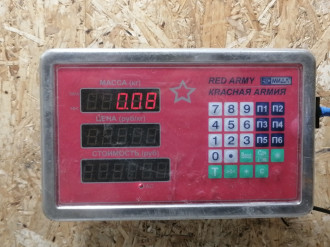 МАССА (кг)
0.08
RED ARMY
КРАСНАЯ АРМИЯ
ЦЕНА (руб/кг)
СТОИМОСТЬ (руб)
7 8 9 П1 П2
4 5 6 П3 П4
1 2 3 П5 П6
0 •
T